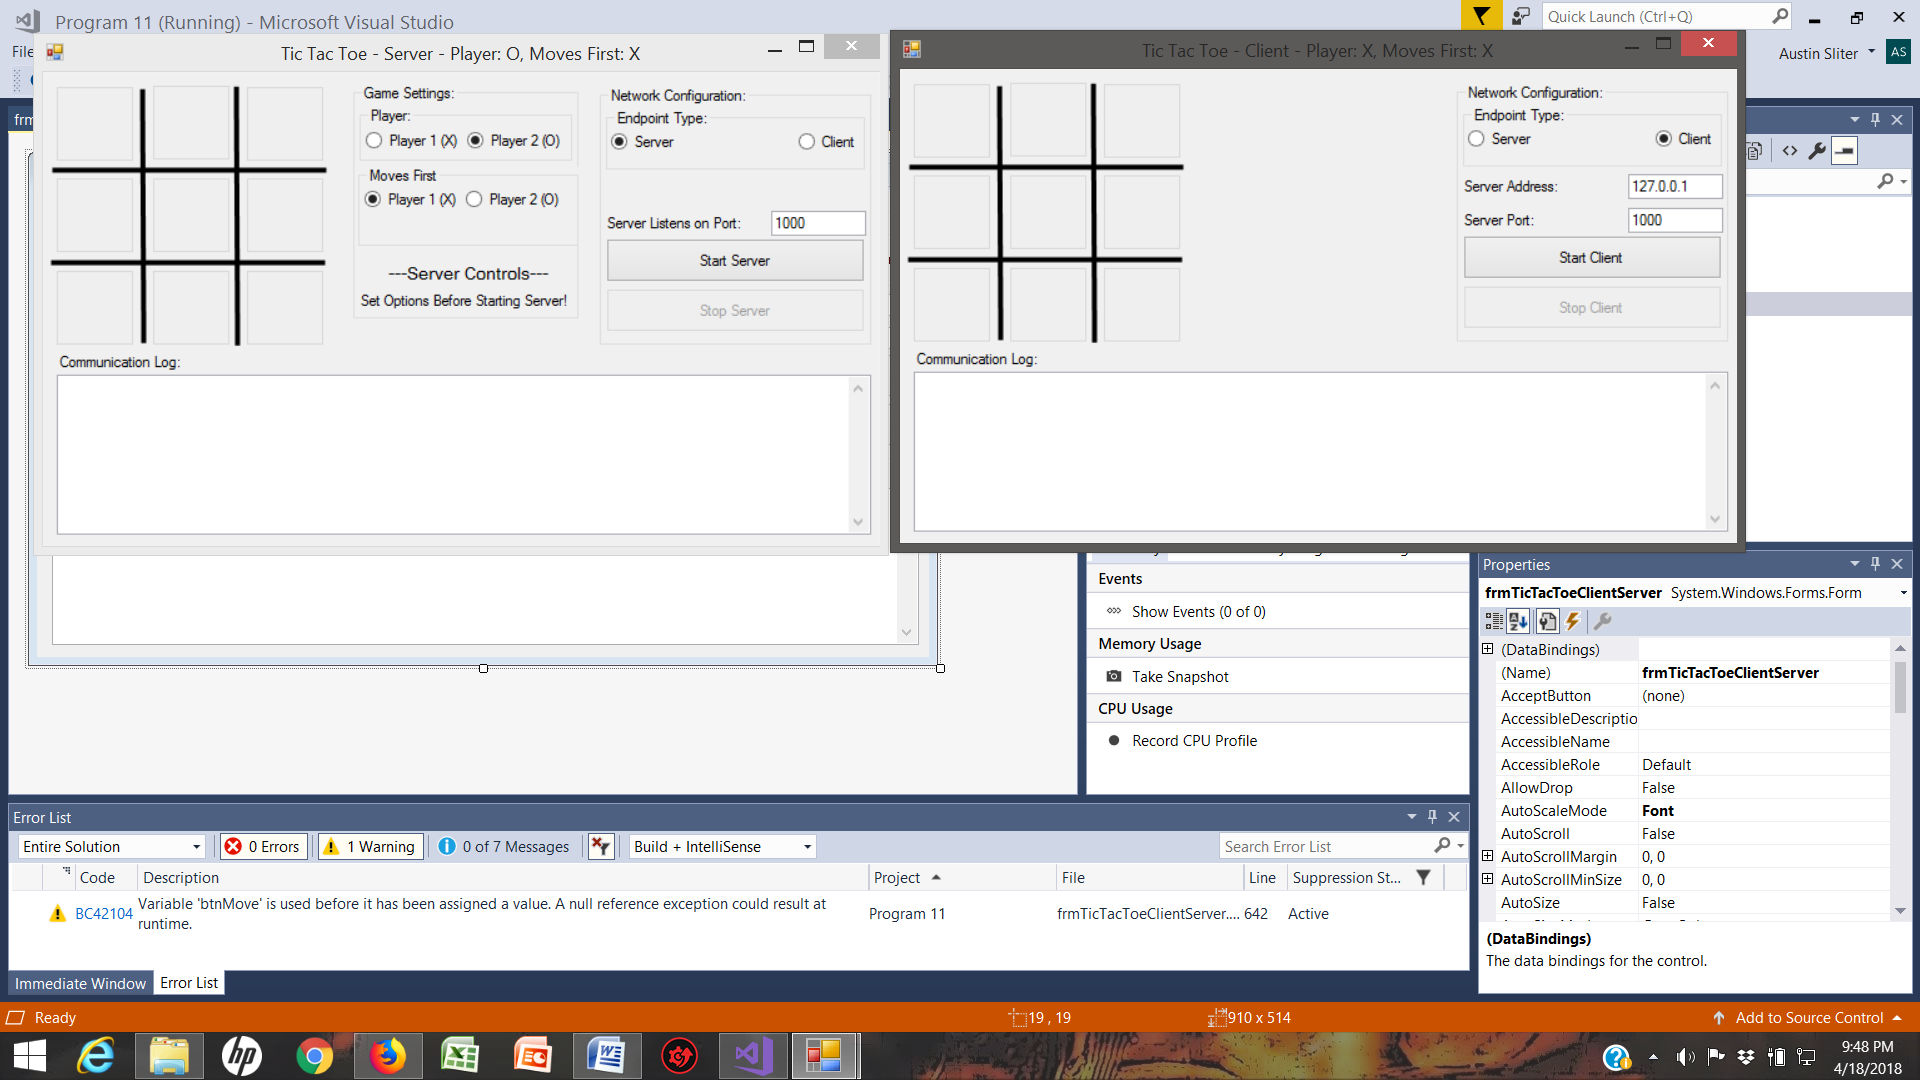 Program 11 (Running) - Microsoft Visual Studio
Quick Launch (Ctrl+Q)
File
Austin Sliter
AS
Tic Tac Toe - Server - Player: O, Moves First: X
Game Settings:
Player:
Player 1 (X)
Player 2 (O)
Moves First
Player 1 (X)
Player 2 (O)
---Server Controls---
Set Options Before Starting Server!
Network Configuration:
Endpoint Type:
Server
Client
Server Listens on Port:
1000
Start Server
Stop Server
Communication Log:
Tic Tac Toe - Client - Player: X, Moves First: X
Network Configuration:
Endpoint Type:
Server
Client
Server Address:
127.0.0.1
Server Port:
1000
Start Client
Stop Client
Communication Log:
Events
Show Events (0 of 0)
Memory Usage
Take Snapshot
CPU Usage
Record CPU Profile
Properties
frmTicTacToeClientServer System.Windows.Forms.Form
(DataBindings)
(Name) frmTicTacToeClientServer
AcceptButton (none)
AccessibleDescriptio
AccessibleName
AccessibleRole Default
AllowDrop False
AutoScaleMode Font
AutoScroll False
AutoScrollMargin 0, 0
AutoScrollMinSize 0, 0
AutoSize False
(DataBindings)
The data bindings for the control.
Error List
Entire Solution
0 Errors
1 Warning
0 of 7 Messages
Build + IntelliSense
Search Error List
Code Description Project File Line Suppression St...
BC42104 Variable 'btnMove' is used before it has been assigned a value. A null reference exception could result at runtime. Program 11 frmTicTacToeClientServer.... 642 Active
Immediate Window
Error List
Ready
19 , 19
910 x 514
Add to Source Control
9:48 PM
4/18/2018